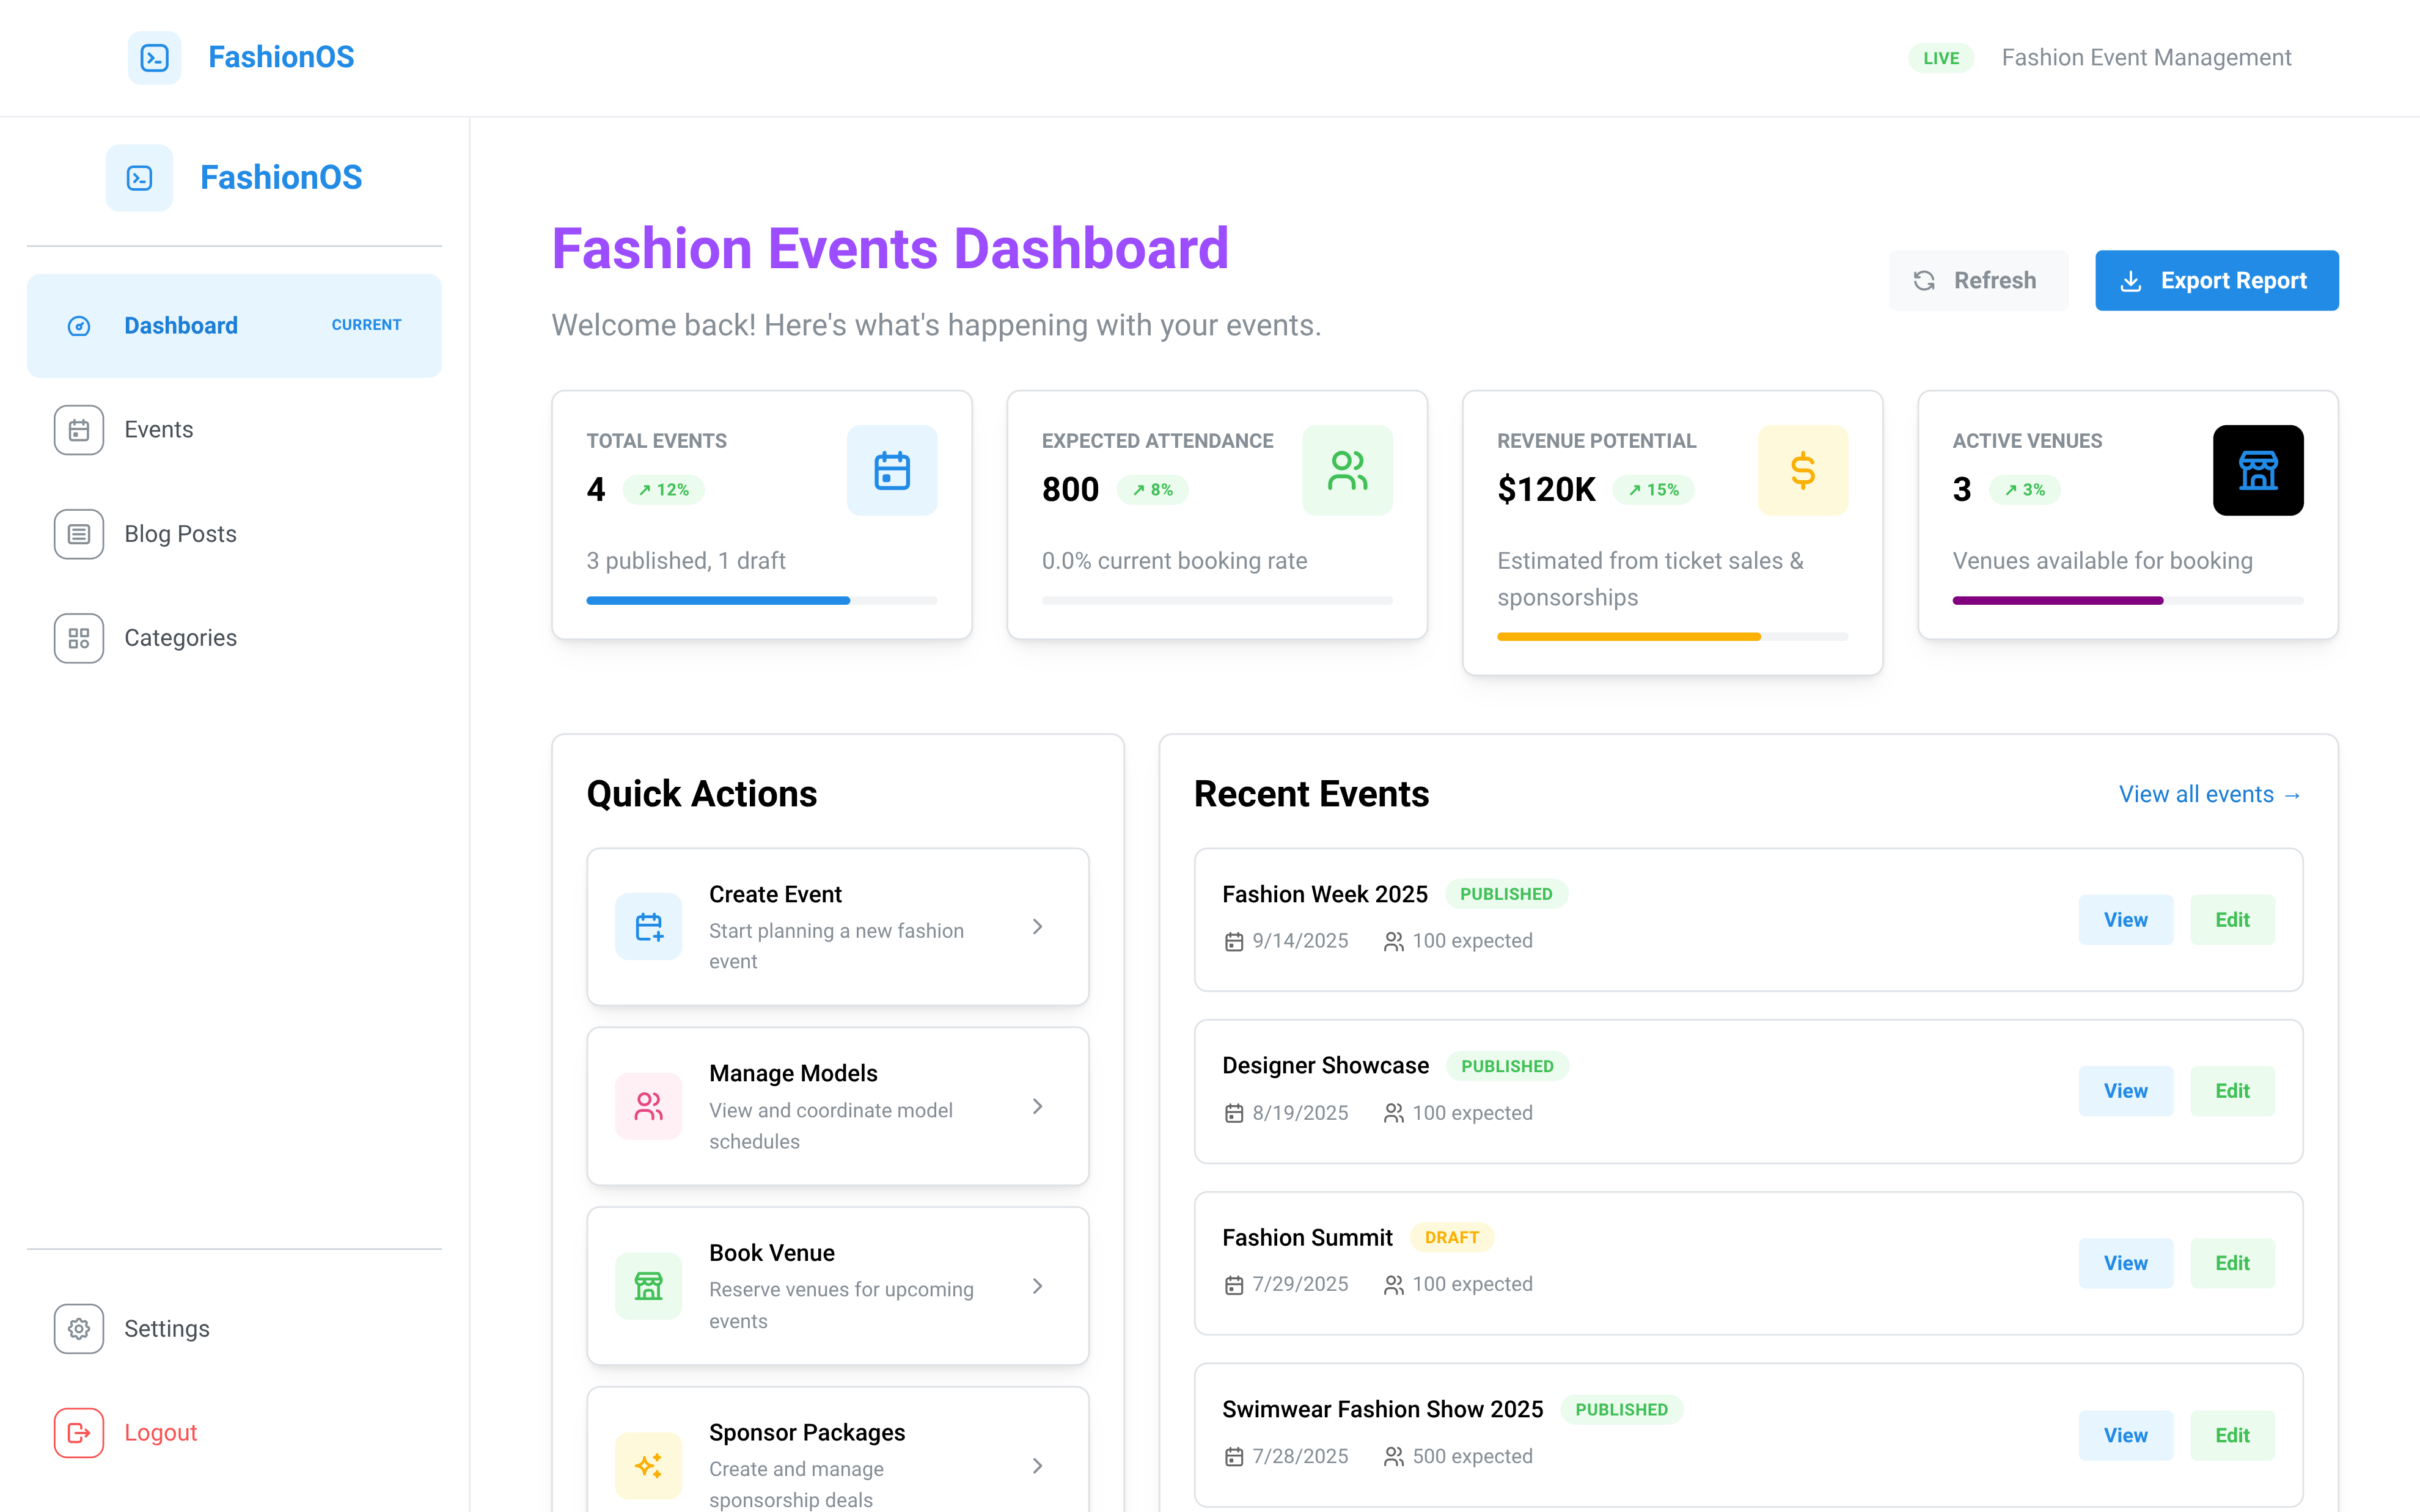 FashionOS
LIVE
Fashion Event Management
FashionOS
Dashboard
CURRENT
Events
Blog Posts
Categories
Settings
Logout
Fashion Events Dashboard
Welcome back! Here's what's happening with your events.
Refresh
Export Report
TOTAL EVENTS
4
↗ 12%
3 published, 1 draft
EXPECTED ATTENDANCE
800
↗ 8%
0.0% current booking rate
REVENUE POTENTIAL
$120K
↗ 15%
Estimated from ticket sales &
sponsorships
ACTIVE VENUES
3
↗ 3%
Venues available for booking
Quick Actions
Create Event
Start planning a new fashion
event
Manage Models
View and coordinate model
schedules
Book Venue
Reserve venues for upcoming
events
Sponsor Packages
Create and manage
sponsorship deals
Recent Events
View all events →
Fashion Week 2025
PUBLISHED
9/14/2025
100 expected
View
Edit
Designer Showcase
PUBLISHED
8/19/2025
100 expected
View
Edit
Fashion Summit
DRAFT
7/29/2025
100 expected
View
Edit
Swimwear Fashion Show 2025
PUBLISHED
7/28/2025
500 expected
View
Edit